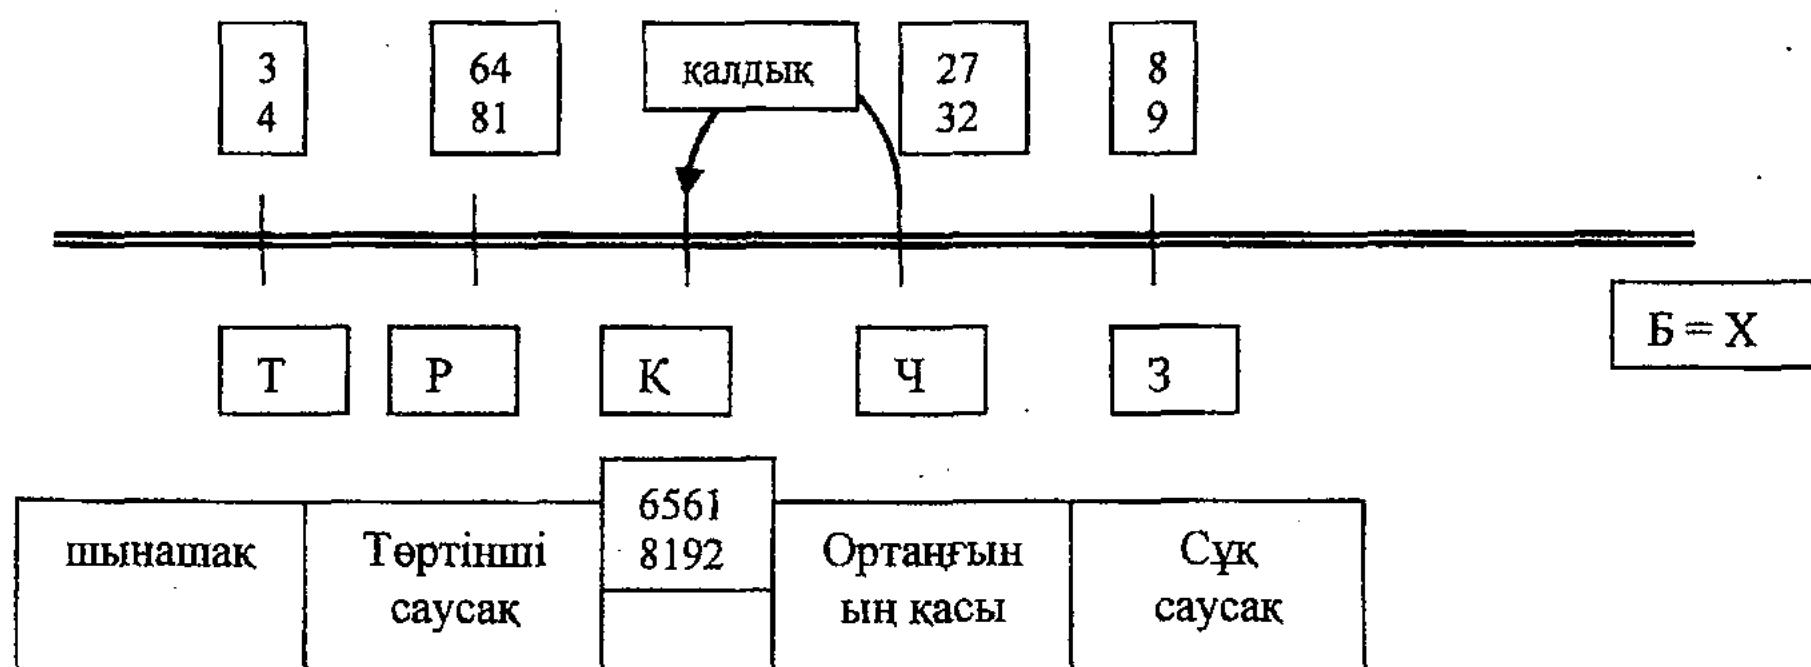 3
4
64
81
қалдық
27
32
8
9
Б = Х
Т
Р
Қ
Ч
З
шынашақ
Төртінші
саусақ
6561
8192
Ортаңғын
ың қасы
Сұқ
саусақ